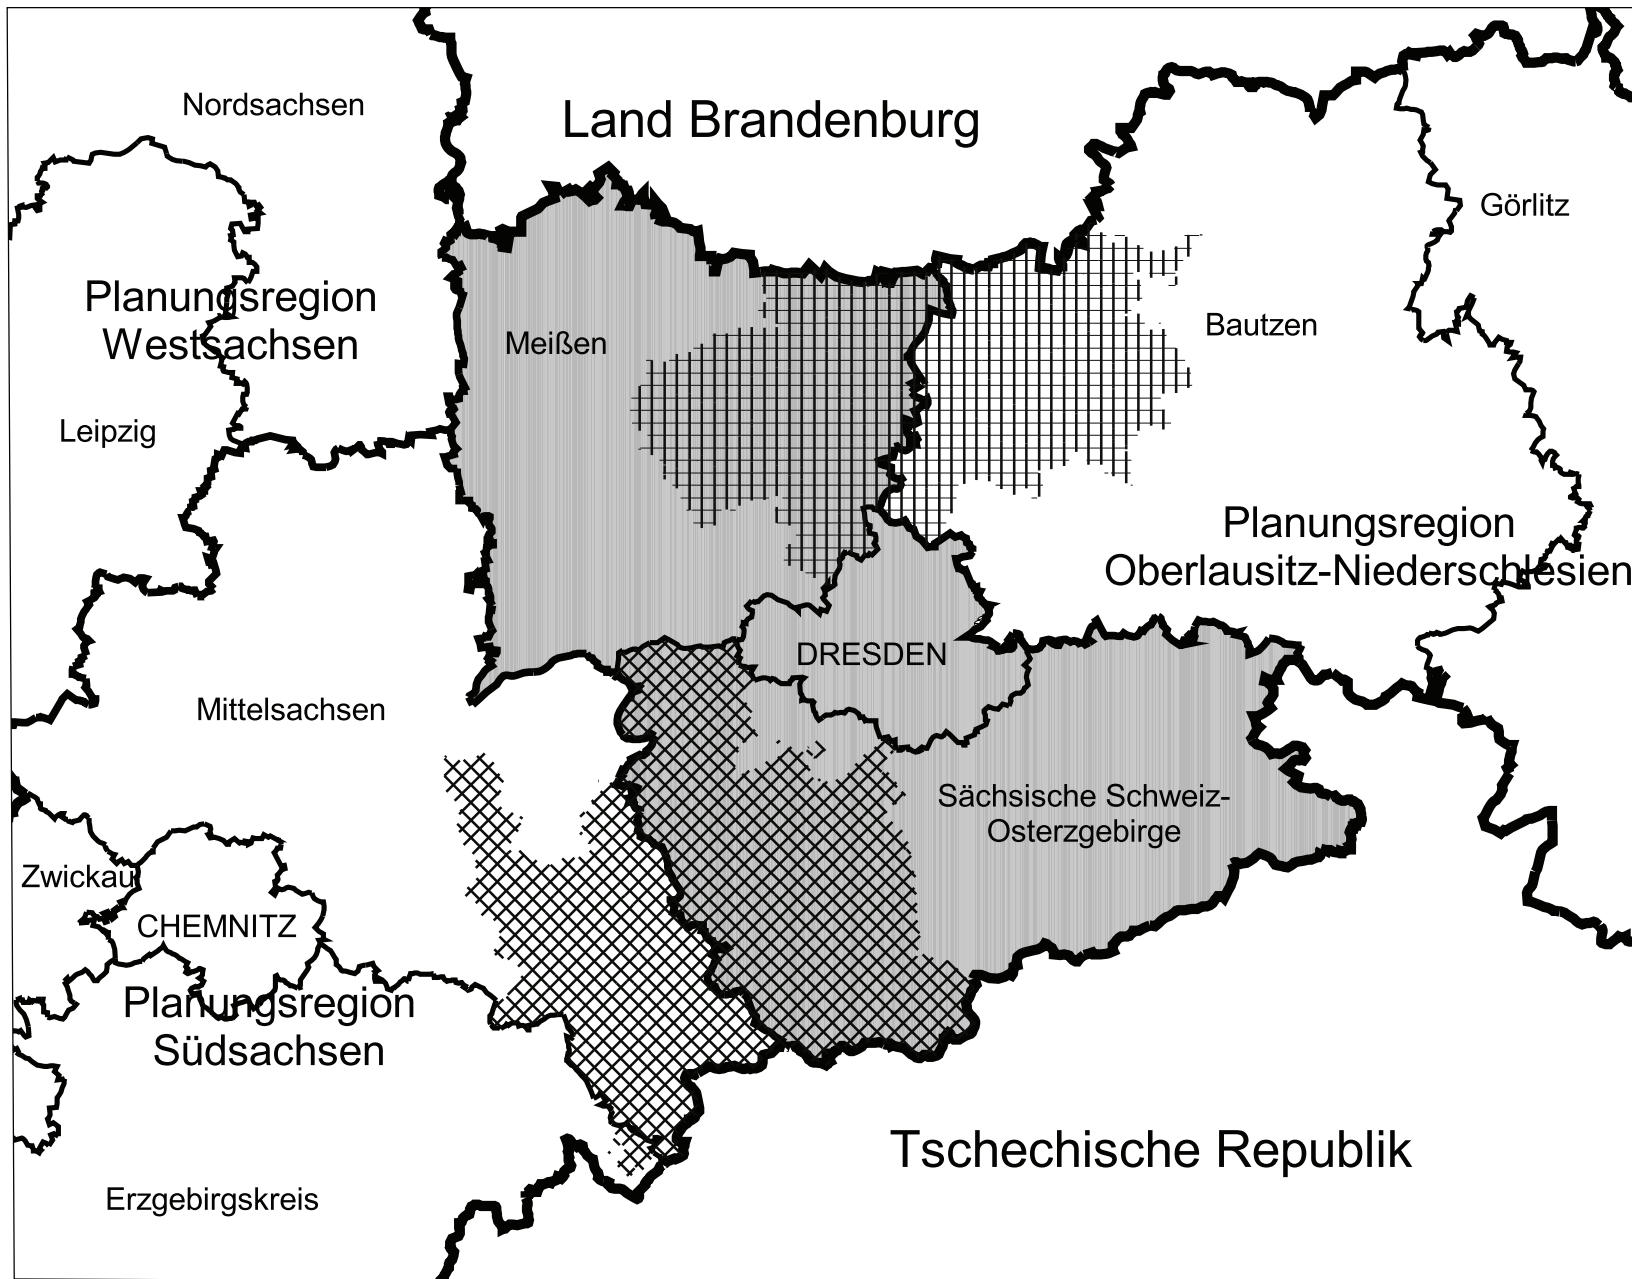 Nordsachsen
Land Brandenburg
Görlitz
Planungsregion
Westsachsen
Meißen
Bautzen
Leipzig
Planungsregion
Oberlausitz-Niederschlesien
DRESDEN
Mittelsachsen
Sächsische Schweiz-
Osterzgebirge
Zwickau
CHEMNITZ
Planungsregion
Südsachsen
Tschechische Republik
Erzgebirgskreis